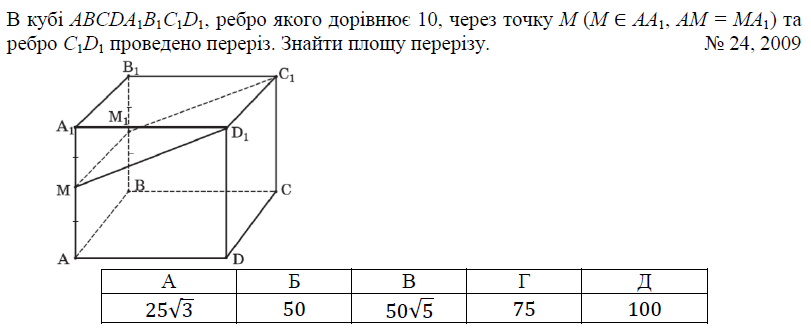 В кубі ABCDA₁B₁C₁D₁, ребро якого дорівнює 10, через точку M (M ∈ AA₁, AM = MA₁) та
ребро C₁D₁ проведено переріз. Знайти площу перерізу. № 24, 2009
B₁
C₁
M₁
A₁
D₁
M
B
C
A
D
А Б В Г Д
25√3 50 50√5 75 100